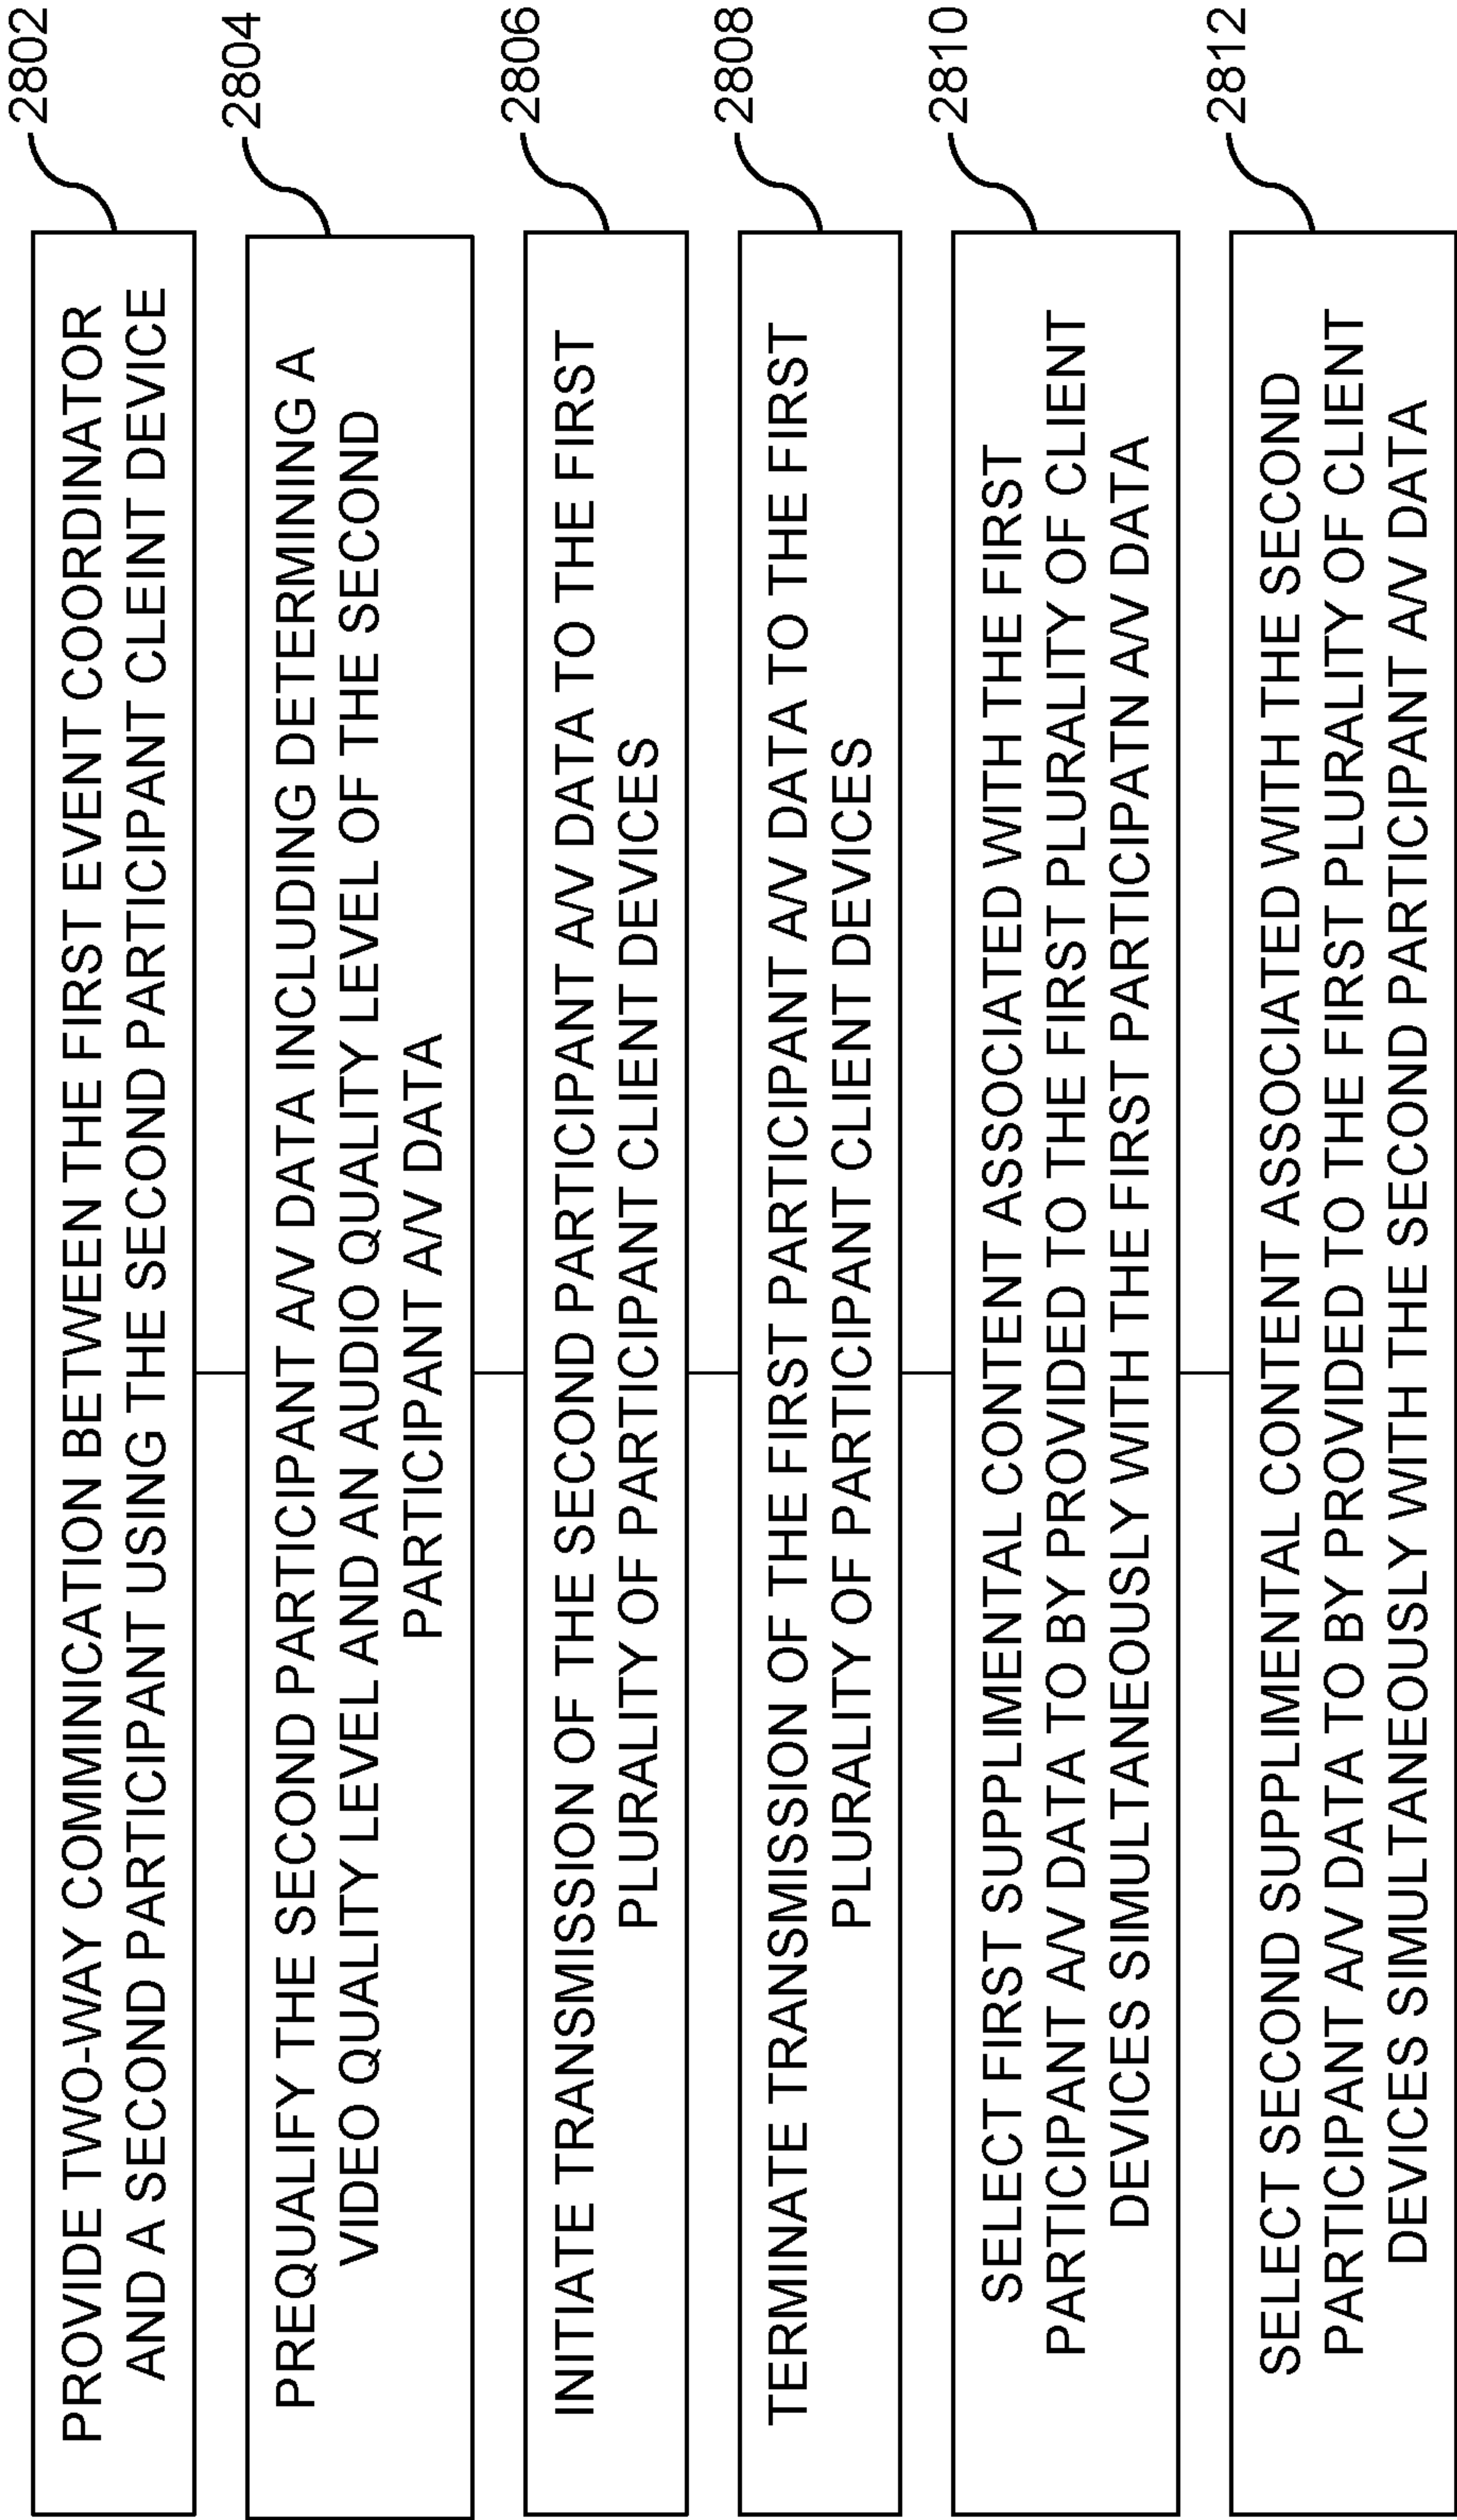 2802
PROVIDE TWO-WAY COMMINICATION BETWEEN THE FIRST EVENT COORDINATOR
AND A SECOND PARTICIPANT USING THE SECOND PARTICIPANT CLEINT DEVICE
2804
PREQUALIFY THE SECOND PARTICIPANT A/V DATA INCLUDING DETERMINING A
VIDEO QUALITY LEVEL AND AN AUDIO QUALITY LEVEL OF THE SECOND
PARTICIPANT A/V DATA
2806
INITIATE TRANSMISSION OF THE SECOND PARTICIPANT A/V DATA TO THE FIRST
PLURALITY OF PARTICIPANT CLIENT DEVICES
2808
TERMINATE TRANSMISSION OF THE FIRST PARTICIPANT A/V DATA TO THE FIRST
PLURALITY OF PARTICIPANT CLIENT DEVICES
2810
SELECT FIRST SUPPLIMENTAL CONTENT ASSOCIATED WITH THE FIRST
PARTICIPANT A/V DATA TO BY PROVIDED TO THE FIRST PLURALITY OF CLIENT
DEVICES SIMULTANEOUSLY WITH THE FIRST PARTICIPATN A/V DATA
2812
SELECT SECOND SUPPLIMENTAL CONTENT ASSOCIATED WITH THE SECOND
PARTICIPANT A/V DATA TO BY PROVIDED TO THE FIRST PLURALITY OF CLIENT
DEVICES SIMULTANEOUSLY WITH THE SECOND PARTICIPANT A/V DATA